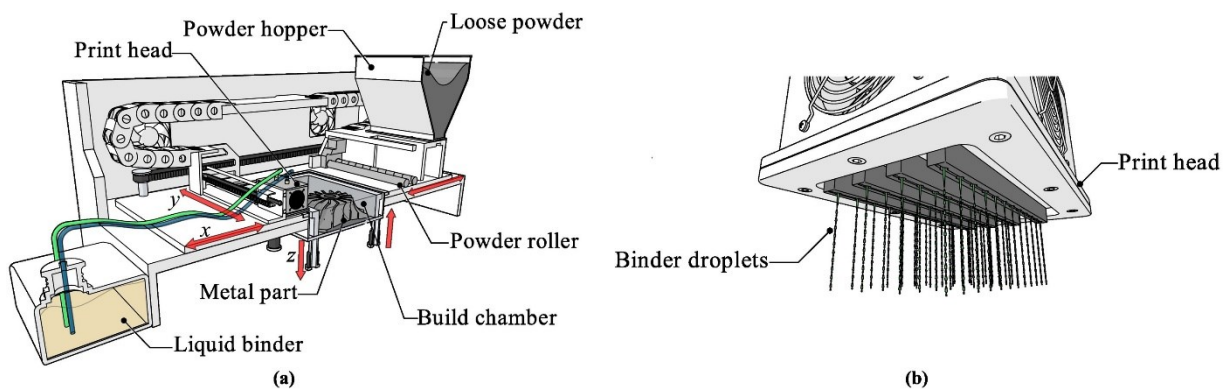 Powder hopper
Loose powder
Print head
y
x
z
Powder roller
Metal part
Build chamber
Liquid binder
(a)
Print head
Binder droplets
(b)